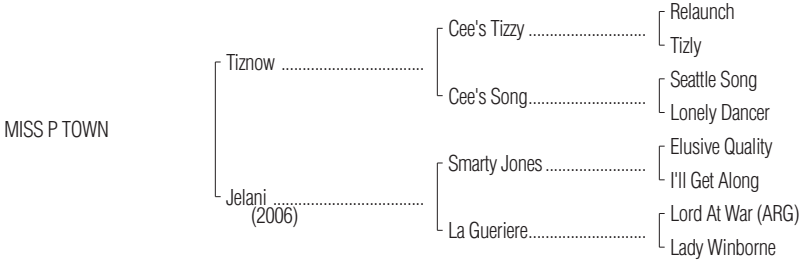 Relaunch
Cee's Tizzy ..............................
Tizly
Tiznow ....................................
Seattle Song
Cee's Song..............................
Lonely Dancer
MISS P TOWN
Elusive Quality
Smarty Jones ..........................
I'll Get Along
Jelani ......................................
(2006)
Lord At War (ARG)
La Gueriere..............................
Lady Winborne